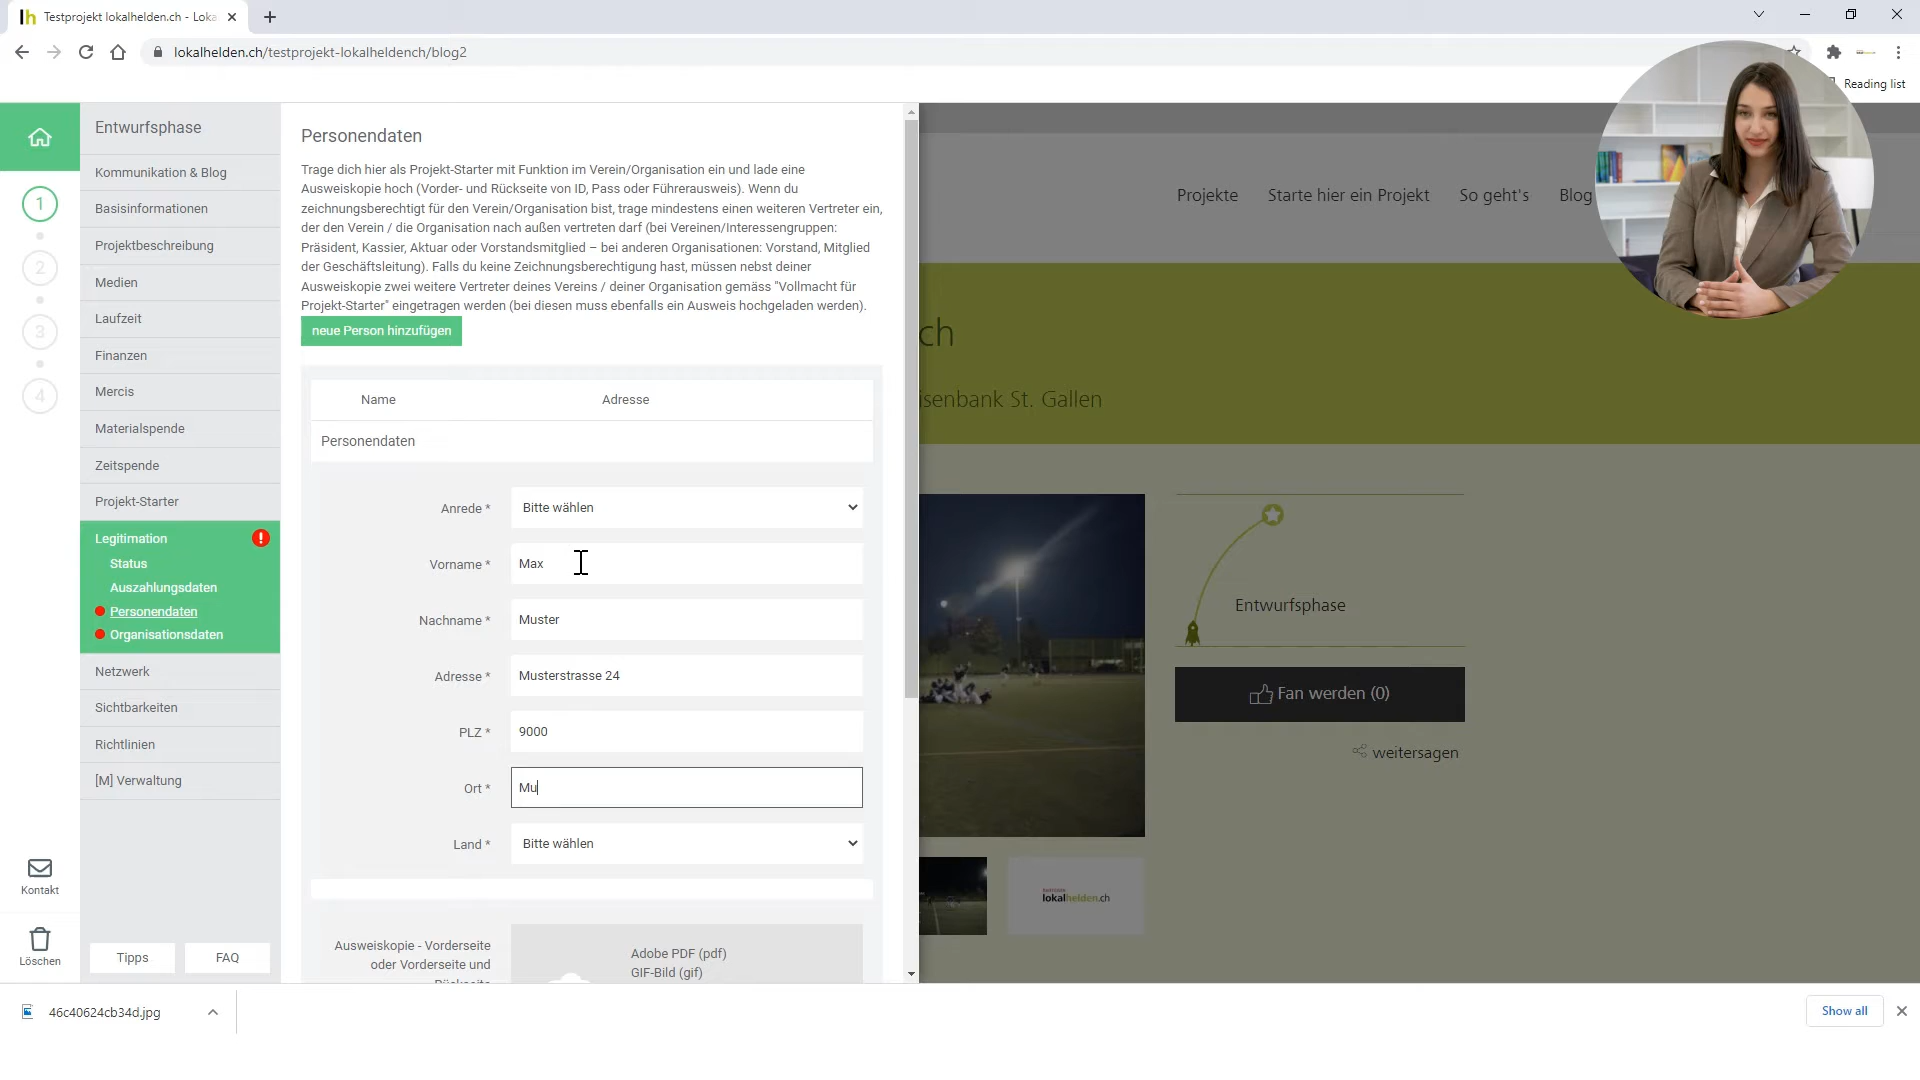 Testprojekt lokalhelden.ch - Loka
lokalhelden.ch/testprojekt-lokalheldench/blog2
Reading list
1
2
3
4
Kontakt
Löschen
Entwurfsphase
Kommunikation & Blog
Basisinformationen
Projektbeschreibung
Medien
Laufzeit
Finanzen
Mercis
Materialspende
Zeitspende
Projekt-Starter
Legitimation
Status
Auszahlungsdaten
Personendaten
Organisationsdaten
Netzwerk
Sichtbarkeiten
Richtlinien
[M] Verwaltung
Tipps
FAQ
Personendaten
Trage dich hier als Projekt-Starter mit Funktion im Verein/Organisation ein und lade eine
Ausweiskopie hoch (Vorder- und Rückseite von ID, Pass oder Führerausweis). Wenn du
zeichnungsberechtigt für den Verein/Organisation bist, trage mindestens einen weiteren Vertreter ein,
der den Verein / die Organisation nach außen vertreten darf (bei Vereinen/Interessengruppen:
Präsident, Kassier, Aktuar oder Vorstandsmitglied – bei anderen Organisationen: Vorstand, Mitglied
der Geschäftsleitung). Falls du keine Zeichnungsberechtigung hast, müssen nebst deiner
Ausweiskopie zwei weitere Vertreter deines Vereins / deiner Organisation gemäss "Vollmacht für
Projekt-Starter" eingetragen werden (bei diesen muss ebenfalls ein Ausweis hochgeladen werden).
neue Person hinzufügen
Name Adresse
Personendaten
Anrede * Bitte wählen
Vorname * Max
Nachname * Muster
Adresse * Musterstrasse 24
PLZ * 9000
Ort * Mu
Land * Bitte wählen
Ausweiskopie - Vorderseite
oder Vorderseite und
Rückseite
Adobe PDF (pdf)
GIF-Bild (gif)
Projekte Starte hier ein Projekt So geht's Blog
ch
isenbank St. Gallen
Entwurfsphase
Fan werden (0)
weitersagen
lokalhelden.ch
46c40624cb34d.jpg
Show all